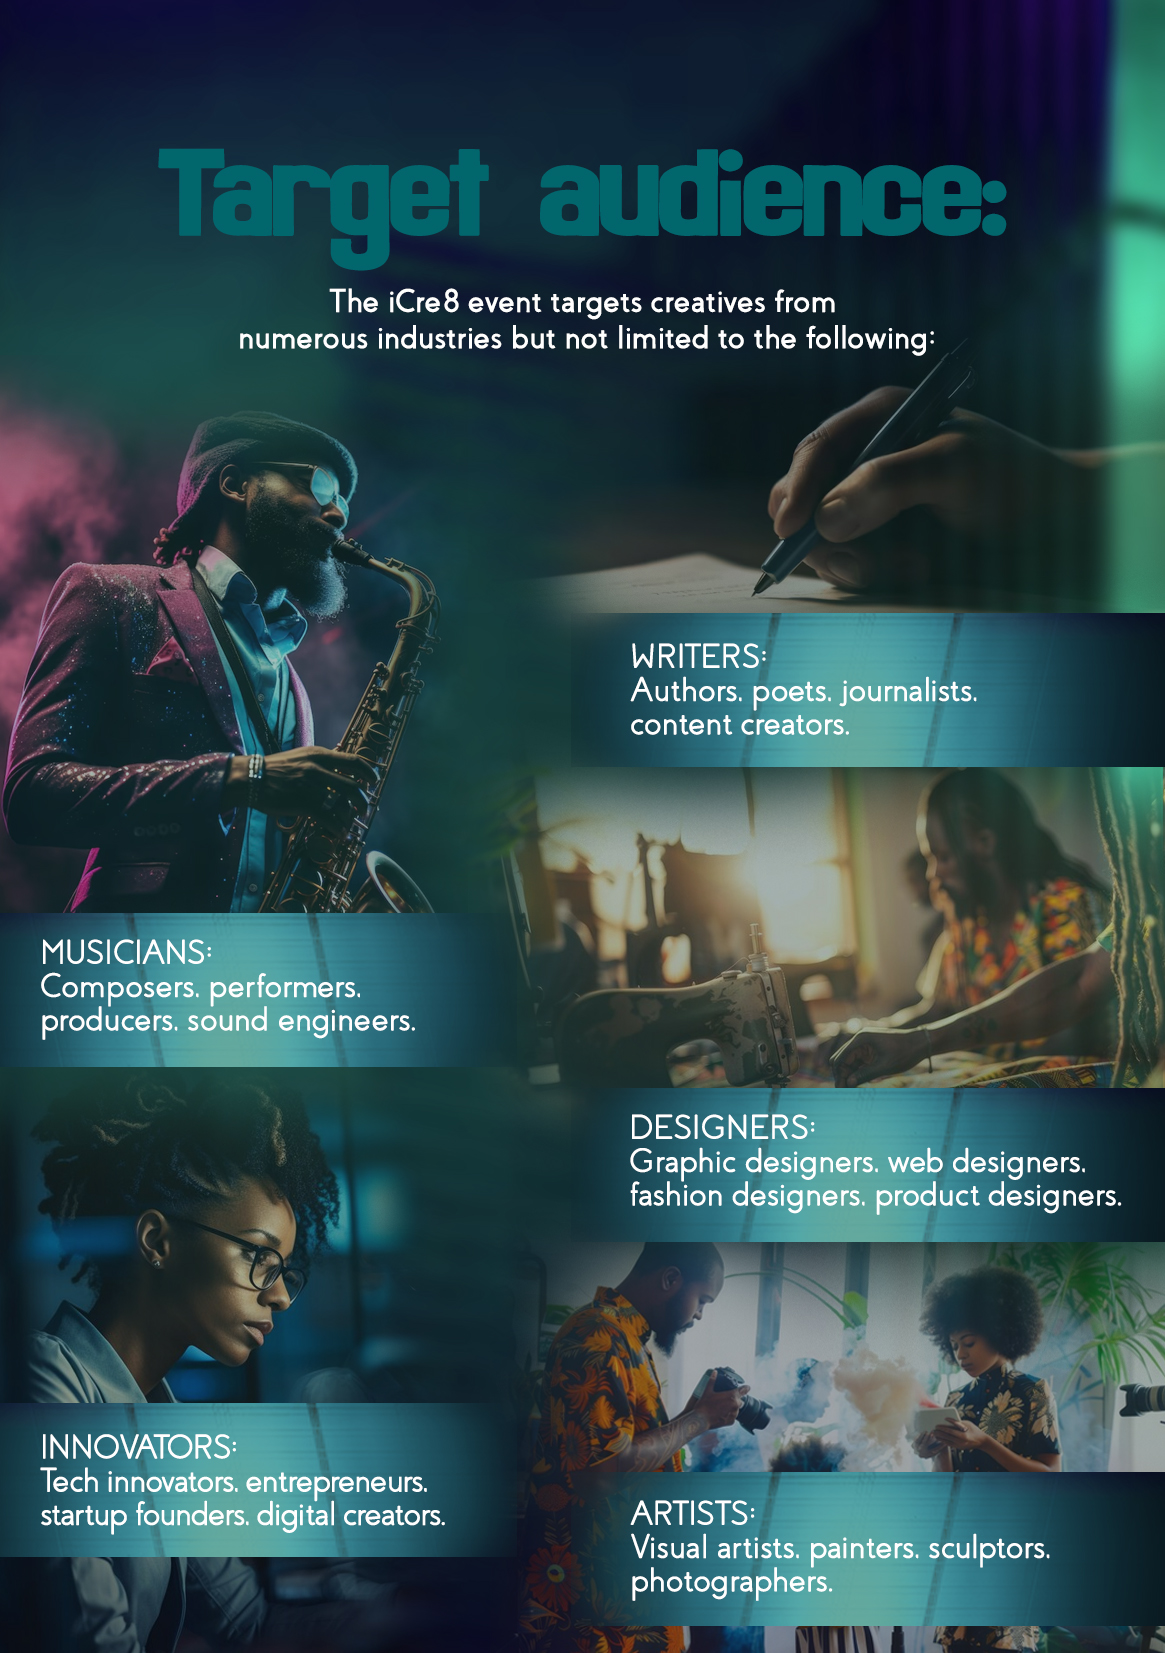 Target audience:
The iCre8 event targets creatives from
numerous industries but not limited to the following:
WRITERS:
Authors. poets. journalists.
content creators.
MUSICIANS:
Composers. performers.
producers. sound engineers.
DESIGNERS:
Graphic designers. web designers.
fashion designers. product designers.
INNOVATORS:
Tech innovators. entrepreneurs.
startup founders. digital creators.
ARTISTS:
Visual artists. painters. sculptors.
photographers.